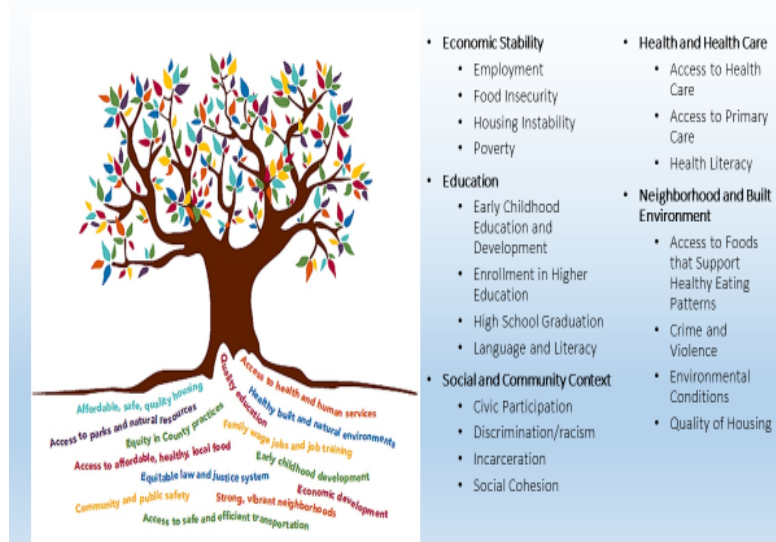 Affordable, safe, quality housing
Quality education
Access to health and human services
Access to parks and natural resources
Healthy built and natural environments
Equity in County practices
Family wage jobs and job training
Access to affordable, healthy, local food
Early childhood development
Equitable law and justice system
Economic development
Community and public safety
Strong, vibrant neighborhoods
Access to safe and efficient transportation
• Economic Stability
• Employment
• Food Insecurity
• Housing Instability
• Poverty
• Education
• Early Childhood
Education and
Development
• Enrollment in Higher
Education
• High School Graduation
• Language and Literacy
• Social and Community Context
• Civic Participation
• Discrimination/racism
• Incarceration
• Social Cohesion
• Health and Health Care
• Access to Health
Care
• Access to Primary
Care
• Health Literacy
• Neighborhood and Built
Environment
• Access to Foods
that Support
Healthy Eating
Patterns
• Crime and
Violence
• Environmental
Conditions
• Quality of Housing